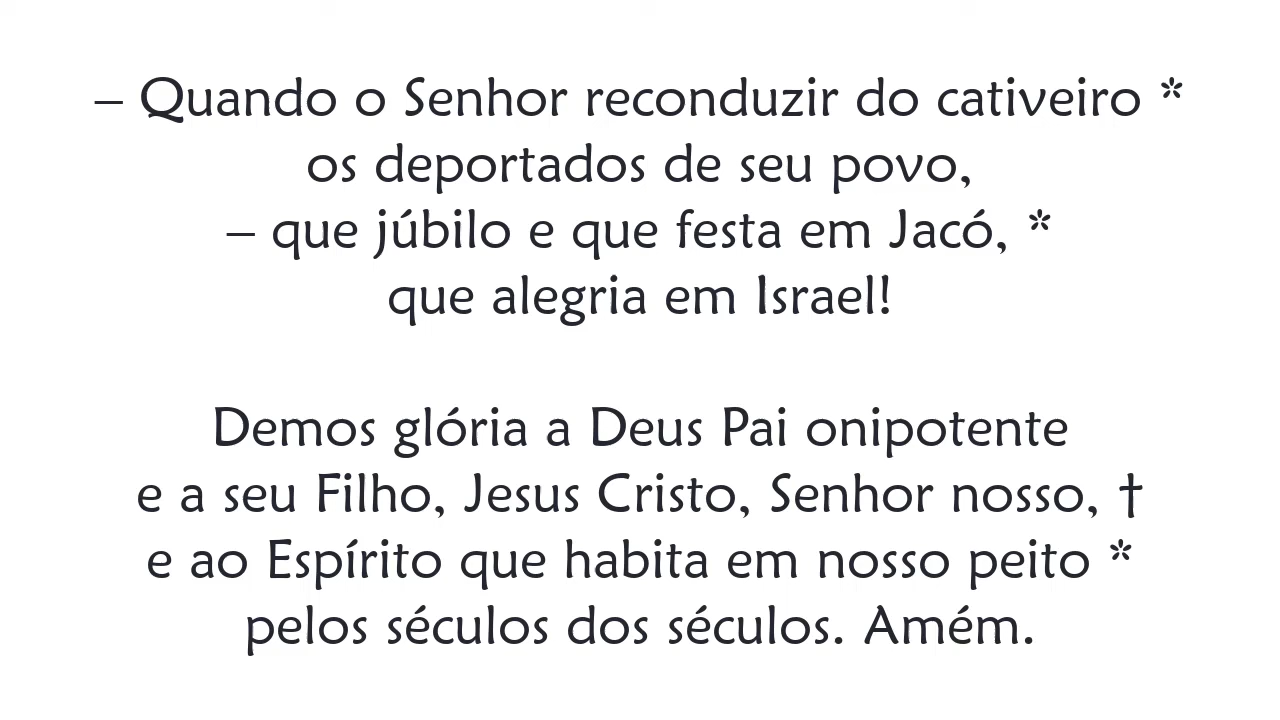 – Quando o Senhor reconduzir do cativeiro *
os deportados de seu povo,
– que júbilo e que festa em Jacó, *
que alegria em Israel!
Demos glória a Deus Pai onipotente
e a seu Filho, Jesus Cristo, Senhor nosso, †
e ao Espírito que habita em nosso peito *
pelos séculos dos séculos. Amém.